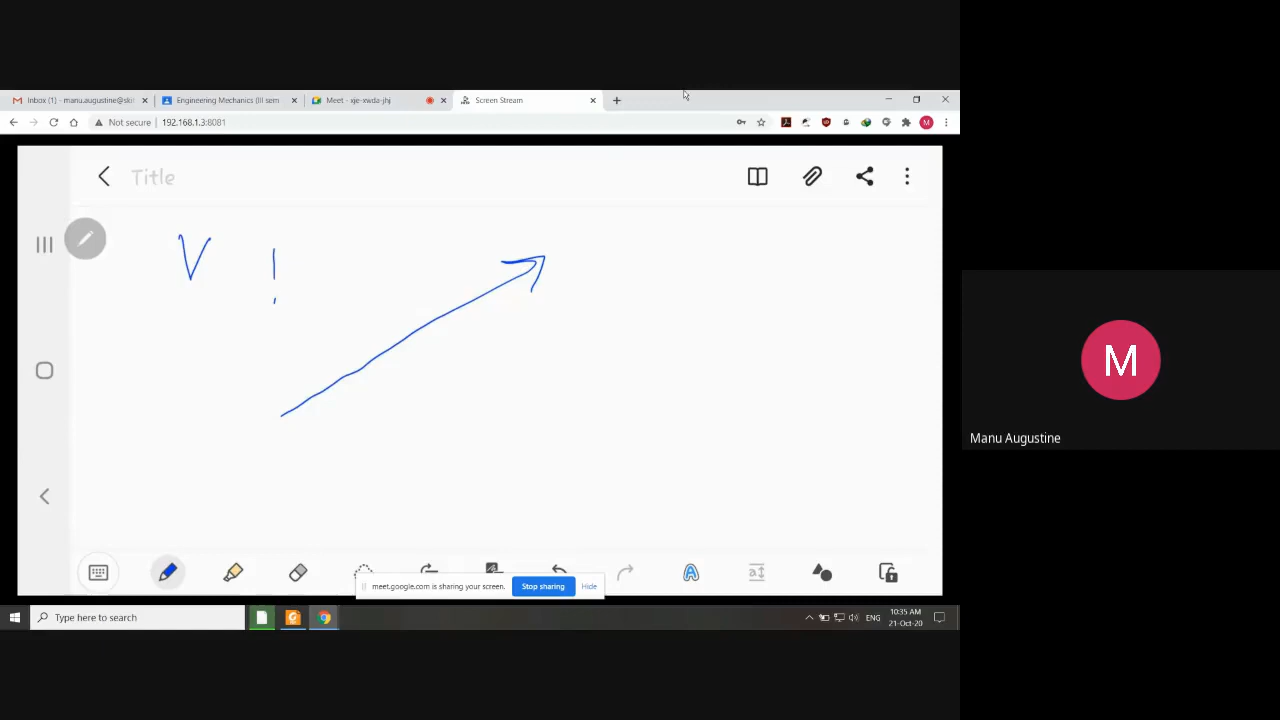 Inbox (1) - manu.augustine@ski Engineering Mechanics (III sem Meet - xje-xwda-jhj Screen Stream
Not secure 192.168.1.3:8081 M
Title
V !
M
Manu Augustine
meet.google.com is sharing your screen. Stop sharing Hide
Type here to search ENG 10:35 AM
21-Oct-20